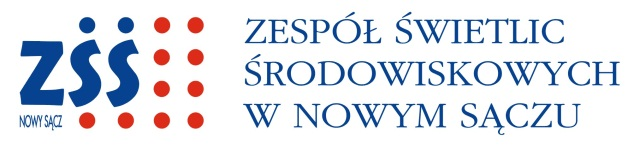 ZŚŚ
NOWY SĄCZ
ZESPÓŁ ŚWIETLIC
ŚRODOWISKOWYCH
W NOWYM SĄCZU